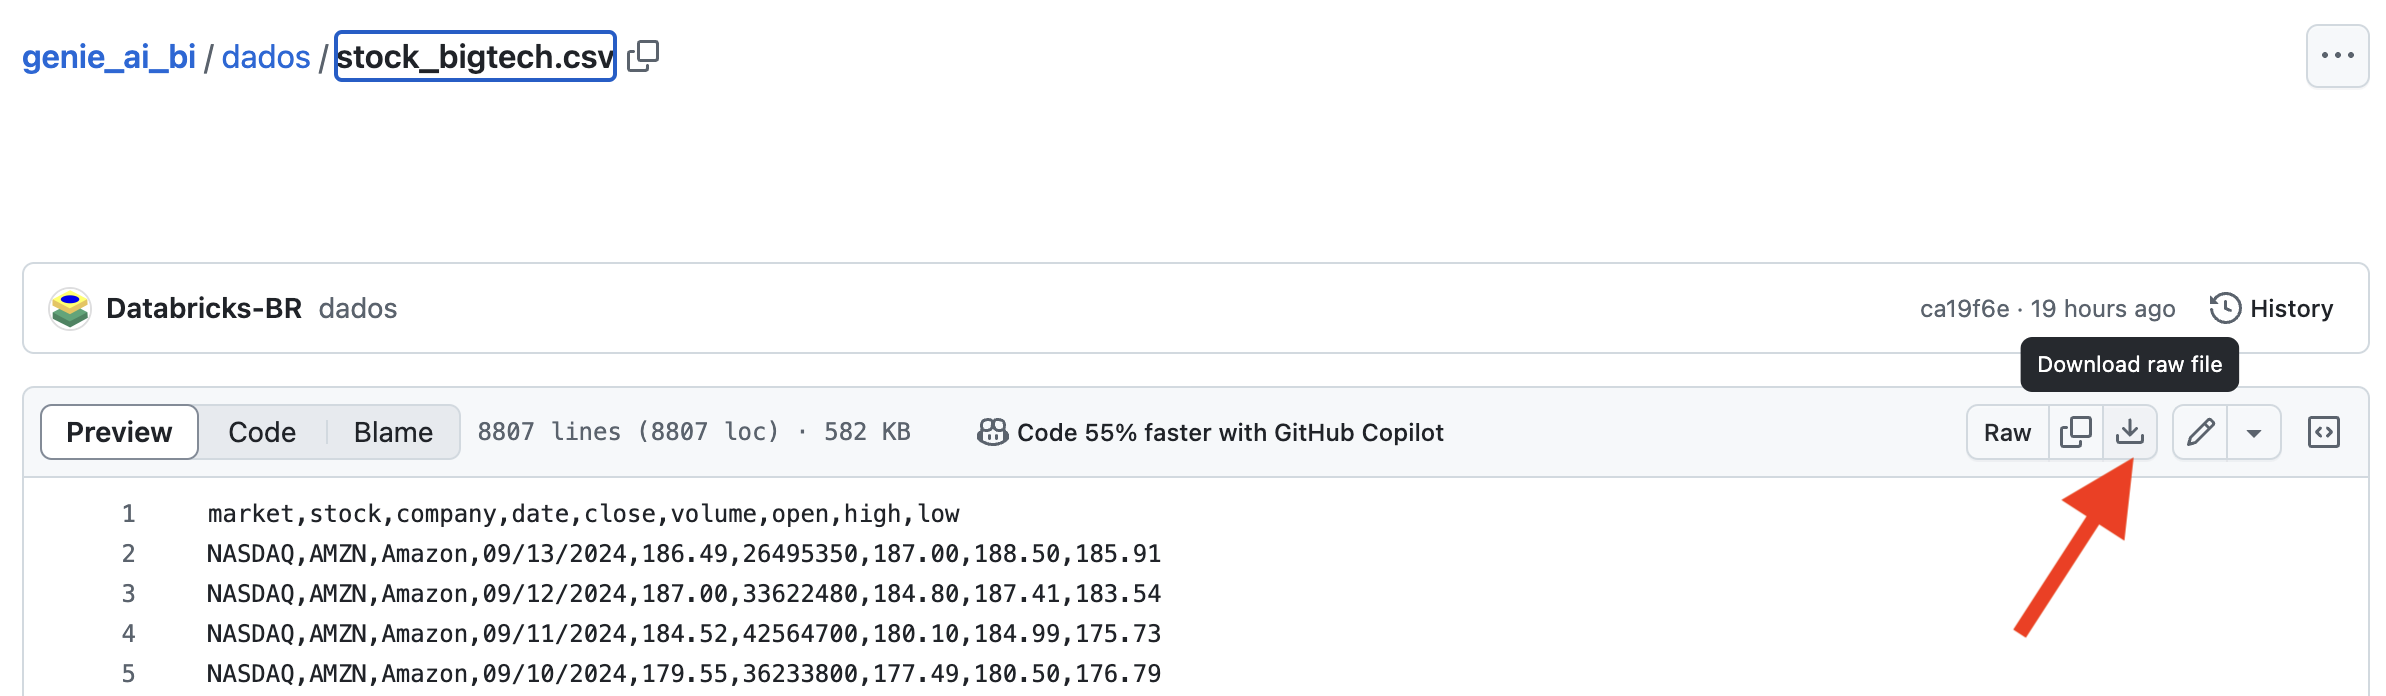 genie_ai_bi / dados / stock_bigtech.csv
Databricks-BR dados
ca19f6e · 19 hours ago History
Download raw file
Preview Code Blame 8807 lines (8807 loc) · 582 KB Code 55% faster with GitHub Copilot Raw
1 market,stock,company,date,close,volume,open,high,low
2 NASDAQ,AMZN,Amazon,09/13/2024,186.49,26495350,187.00,188.50,185.91
3 NASDAQ,AMZN,Amazon,09/12/2024,187.00,33622480,184.80,187.41,183.54
4 NASDAQ,AMZN,Amazon,09/11/2024,184.52,42564700,180.10,184.99,175.73
5 NASDAQ,AMZN,Amazon,09/10/2024,179.55,36233800,177.49,180.50,176.79